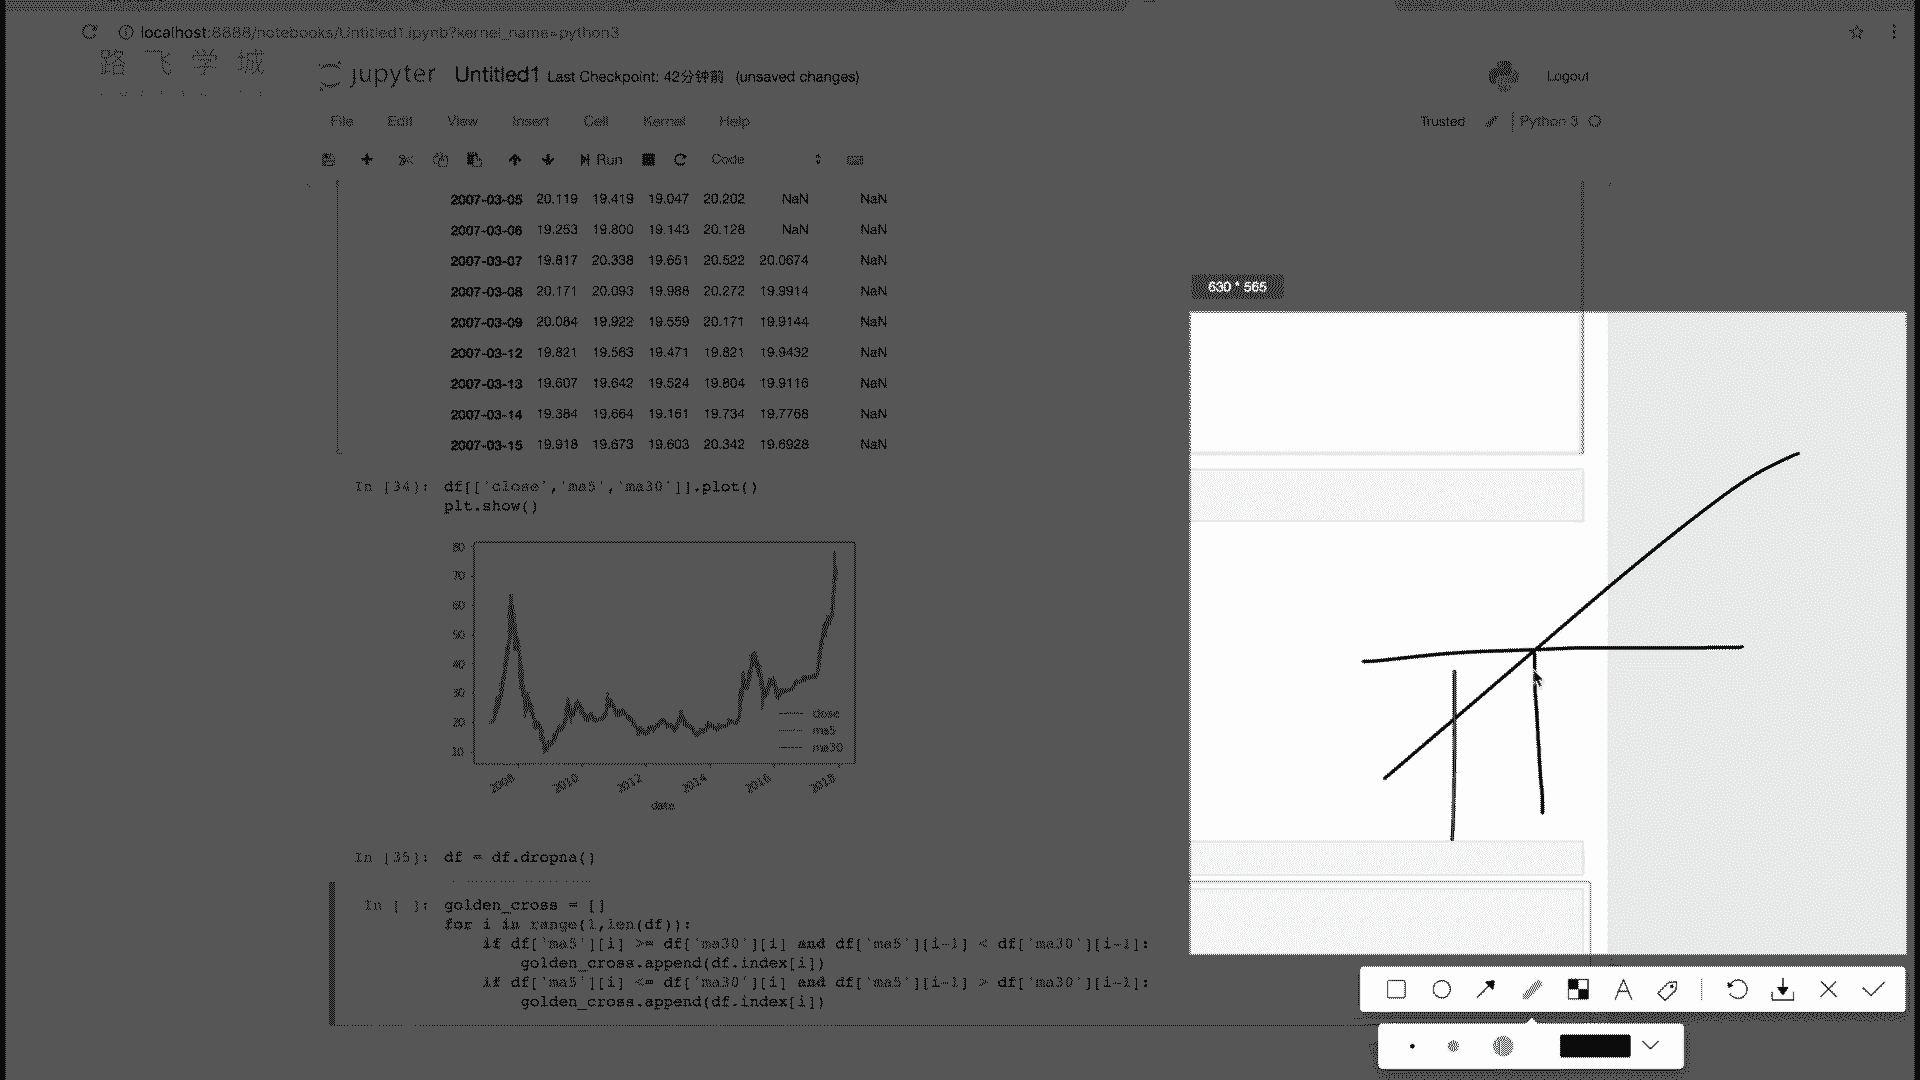 localhost:8888/notebooks/Untitled1.ipynb?kernel_name=python3
路飞学城
jupyter Untitled1 Last Checkpoint: 42分钟前 (unsaved changes)
Logout
File Edit View Insert Cell Kernel Help
Trusted Python 3
Run Code
2007-03-05 20.119 19.419 19.047 20.202 NaN NaN
2007-03-06 19.253 19.800 19.143 20.128 NaN NaN
2007-03-07 19.817 20.338 19.651 20.522 20.0674 NaN
2007-03-08 20.171 20.093 19.988 20.272 19.9914 NaN
2007-03-09 20.084 19.922 19.559 20.171 19.9144 NaN
2007-03-12 19.821 19.563 19.471 19.821 19.9432 NaN
2007-03-13 19.607 19.642 19.524 19.804 19.9116 NaN
2007-03-14 19.384 19.664 19.161 19.734 19.7768 NaN
2007-03-15 19.918 19.673 19.603 20.342 19.6928 NaN
630 * 565
In [34]: df[['close','ma5','ma30']].plot()
plt.show()
80
70
60
50
40
30
20
10
close
ma5
ma30
2008 2010 2012 2014 2016 2018
date
In [35]: df = df.dropna()
In [ ]: golden_cross = []
for i in range(1,len(df)):
if df['ma5'][i] >= df['ma30'][i] and df['ma5'][i-1] < df['ma30'][i-1]:
golden_cross.append(df.index[i])
if df['ma5'][i] <= df['ma30'][i] and df['ma5'][i-1] > df['ma30'][i-1]:
golden_cross.append(df.index[i])
A